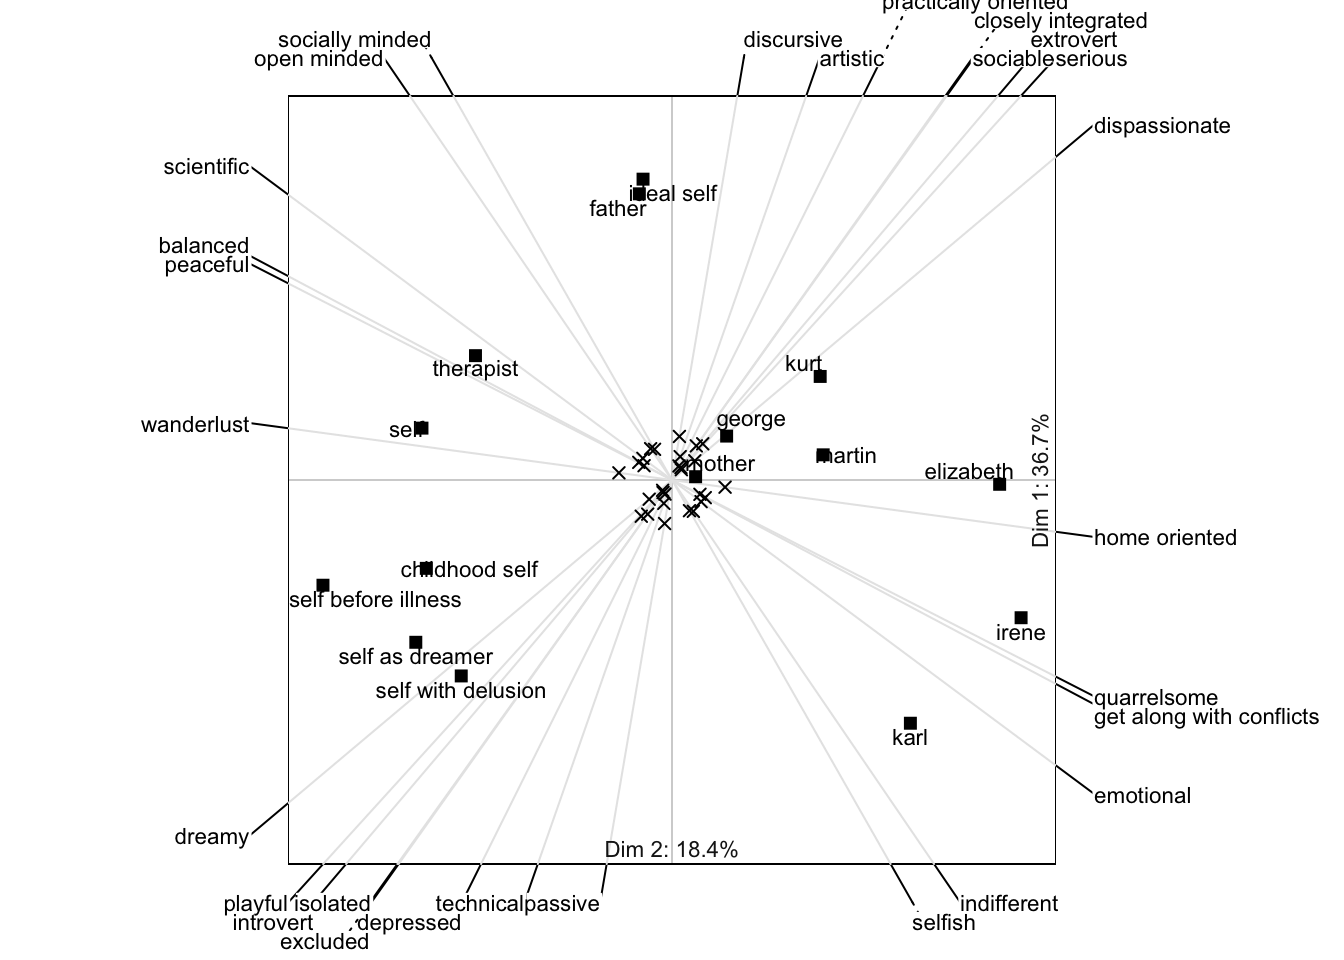 practically oriented
closely integrated
socially minded
discursive
extrovert
open minded
artistic
sociable
serious
dispassionate
scientific
ideal self
father
balanced
peaceful
therapist
kurt
george
wanderlust
self
mother
martin
elizabeth
Dim 1: 36.7%
home oriented
childhood self
self before illness
irene
self as dreamer
self with delusion
quarrelsome
get along with conflicts
karl
emotional
dreamy
Dim 2: 18.4%
playful
isolated
technical
passive
indifferent
introvert
depressed
selfish
excluded